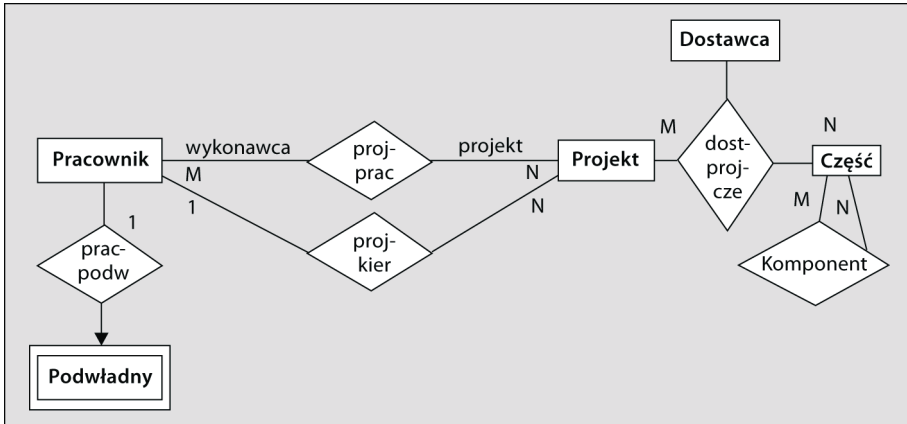 Dostawca
M
N
wykonawca
proj-
prac
projekt
dost-
proj-
cze
Pracownik
Projekt
Część
M
N
1
N
M
N
1
proj-
kier
prac-
podw
Komponent
Podwładny